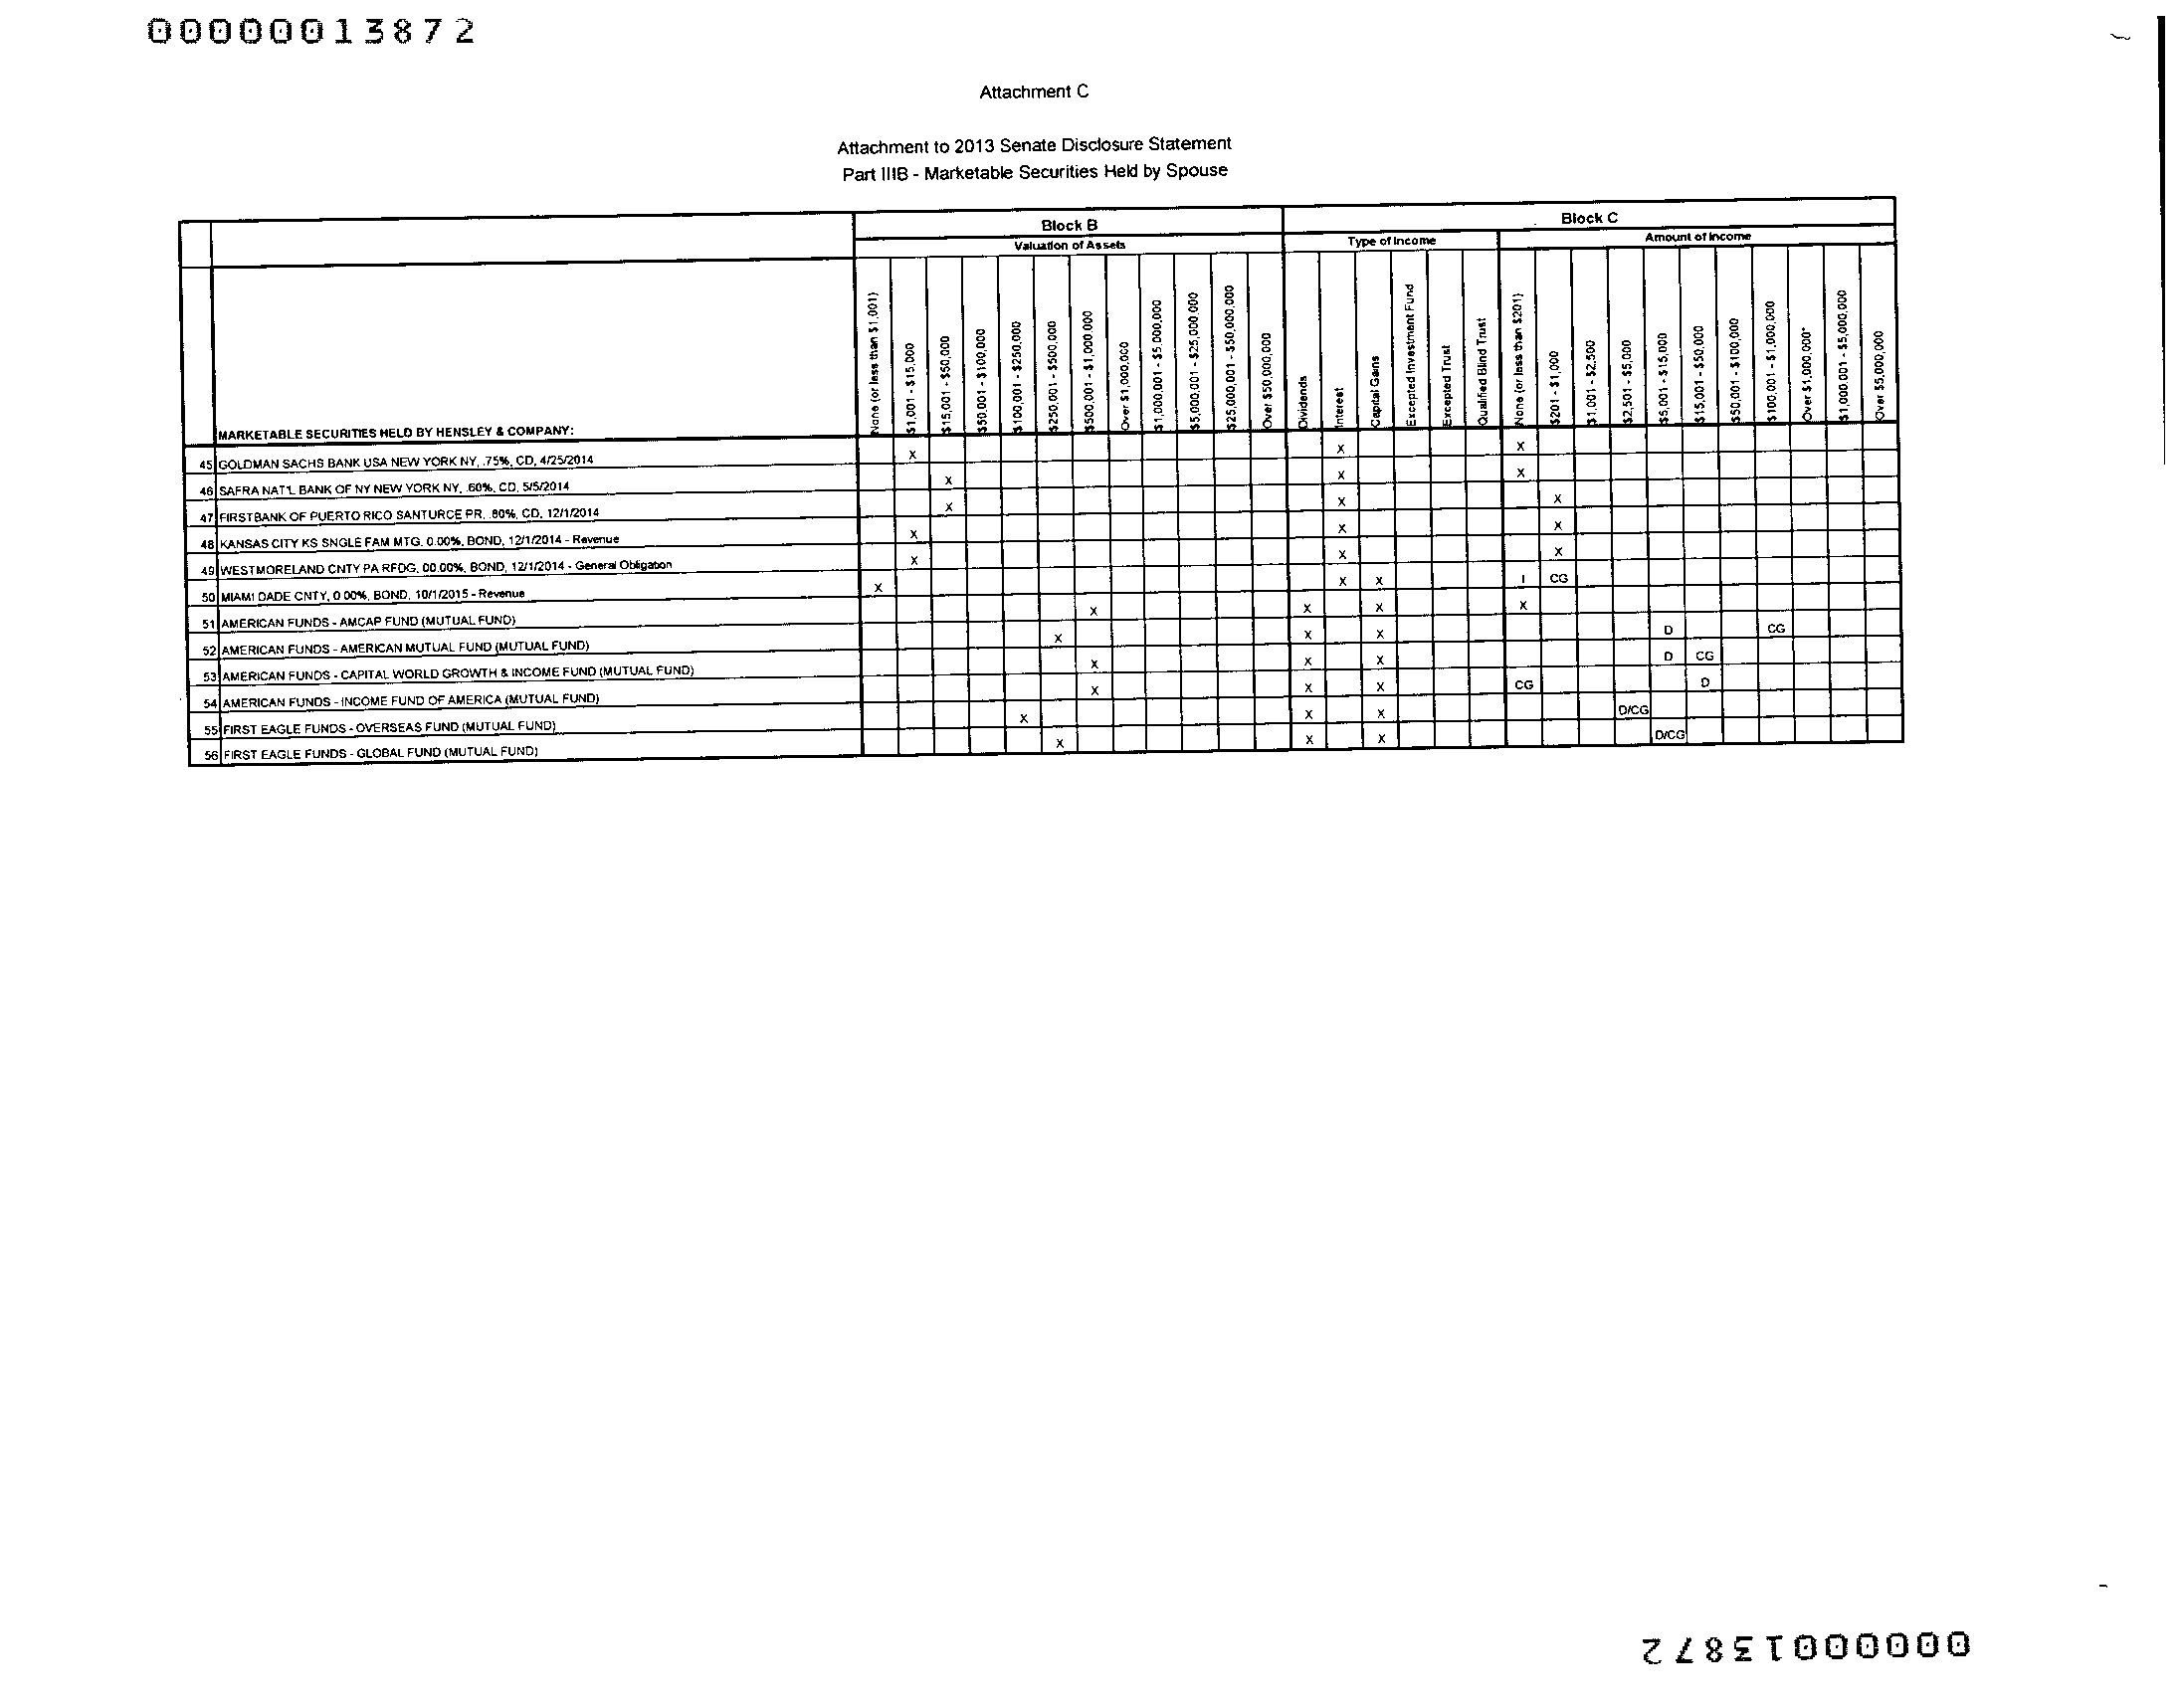 00000013872
Attachment C
Attachment to 2013 Senate Disclosure Statement
Part IIIB - Marketable Securities Held by Spouse
Block B Block C
Valuation of Assets Type of Income Amount of Income
MARKETABLE SECURITIES HELD BY HENSLEY & COMPANY:
None (or less than $1,001)
$1,001 - $15,000
$15,001 - $50,000
$50,001 - $100,000
$100,001 - $250,000
$250,001 - $500,000
$500,001 - $1,000,000
Over $1,000,000
$1,000,001 - $5,000,000
$5,000,001 - $25,000,000
$25,000,001 - $50,000,000
Over $50,000,000
Dividends
Interest
Capital Gains
Excepted Investment Fund
Excepted Trust
Qualified Blind Trust
None (or less than $201)
$201 - $1,000
$1,001 - $2,500
$2,501 - $5,000
$5,001 - $15,000
$15,001 - $50,000
$50,001 - $100,000
$100,001 - $1,000,000
Over $1,000,000*
$1,000,001 - $5,000,000
Over $5,000,000
45 GOLDMAN SACHS BANK USA NEW YORK NY, .75%, CD, 4/25/2014 X X X
46 SAFRA NAT'L BANK OF NY NEW YORK NY, .60%, CD, 5/5/2014 X X X
47 FIRSTBANK OF PUERTO RICO SANTURCE PR, .80%, CD, 12/1/2014 X X X
48 KANSAS CITY KS SNGLE FAM MTG, 0.00%, BOND, 12/1/2014 - Revenue X X X
49 WESTMORELAND CNTY PA RFDG, 00.00%, BOND, 12/1/2014 - General Obligation X X X
50 MIAMI DADE CNTY, 0.00%, BOND, 10/1/2015 - Revenue X X X I CG
51 AMERICAN FUNDS - AMCAP FUND (MUTUAL FUND) X X X X
52 AMERICAN FUNDS - AMERICAN MUTUAL FUND (MUTUAL FUND) X X X D CG
53 AMERICAN FUNDS - CAPITAL WORLD GROWTH & INCOME FUND (MUTUAL FUND) X X X D CG
54 AMERICAN FUNDS - INCOME FUND OF AMERICA (MUTUAL FUND) X X X CG D
55 FIRST EAGLE FUNDS - OVERSEAS FUND (MUTUAL FUND) X X X D/CG
56 FIRST EAGLE FUNDS - GLOBAL FUND (MUTUAL FUND) X X X D/CG
00000013872